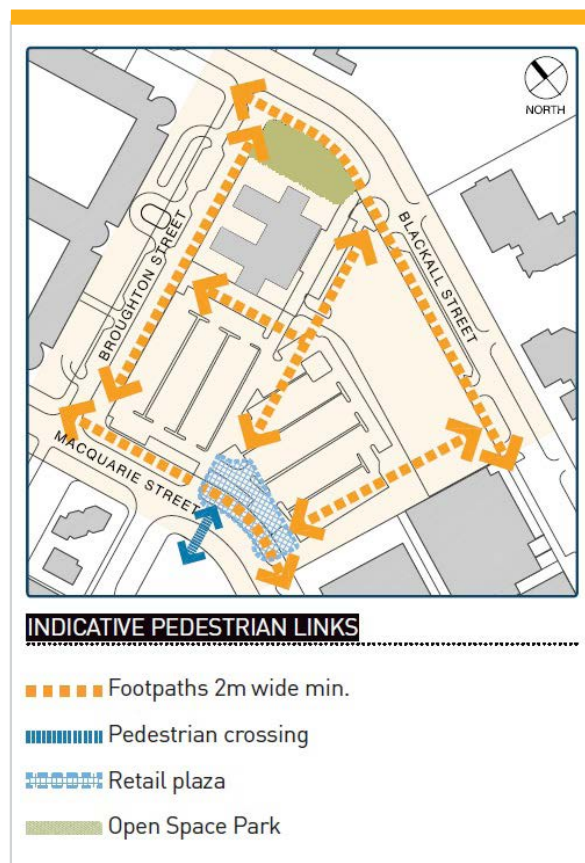 NORTH
BROUGHTON STREET
BLACKALL STREET
MACQUARIE STREET
INDICATIVE PEDESTRIAN LINKS
Footpaths 2m wide min.
Pedestrian crossing
Retail plaza
Open Space Park